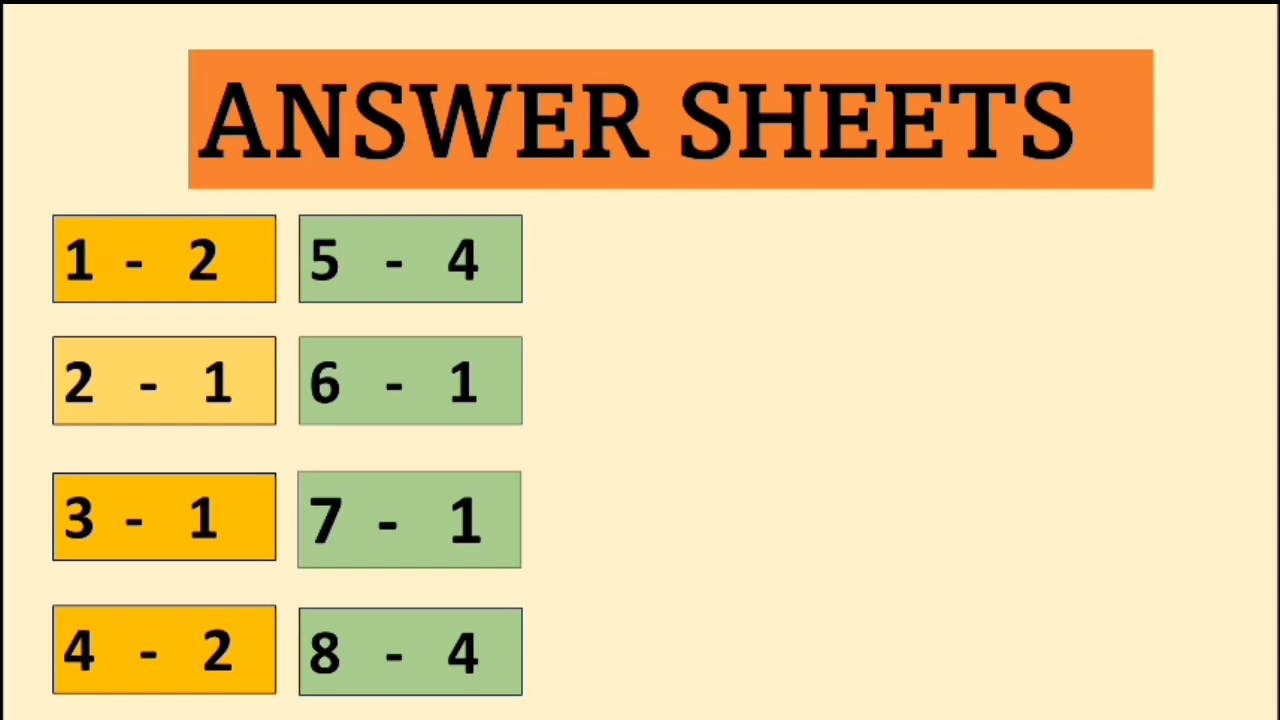 ANSWER SHEETS
1 - 2
2 - 1
3 - 1
4 - 2
5 - 4
6 - 1
7 - 1
8 - 4